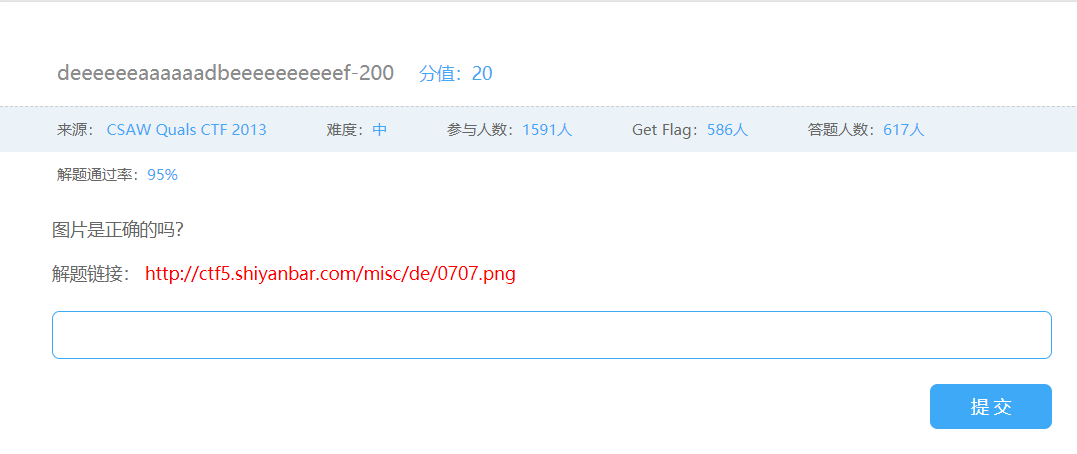 deeeeeeaaaaaadbeeeeeeeeeef-200 分值：20
来源： CSAW Quals CTF 2013 难度：中 参与人数：1591人 Get Flag：586人 答题人数：617人
解题通过率：95%
图片是正确的吗？
解题链接： http://ctf5.shiyanbar.com/misc/de/0707.png
提交